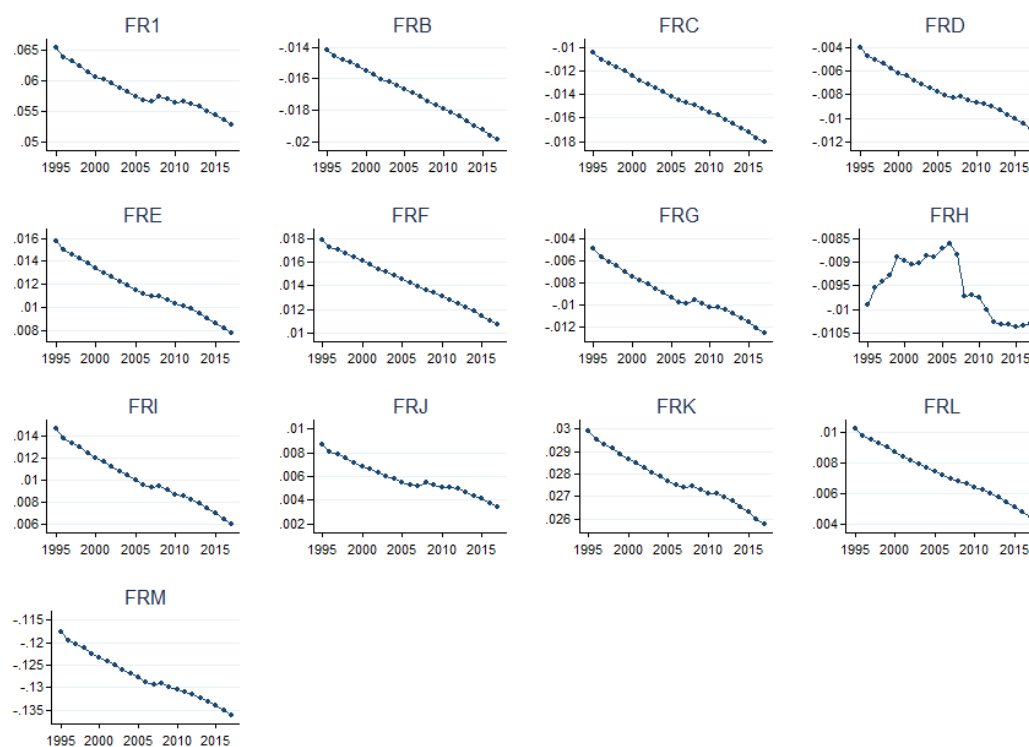 FR1
.065
.06
.055
.05
1995 2000 2005 2010 2015
FRB
-.014
-.016
-.018
-.02
1995 2000 2005 2010 2015
FRC
-.01
-.012
-.014
-.016
-.018
1995 2000 2005 2010 2015
FRD
-.004
-.006
-.008
-.01
-.012
1995 2000 2005 2010 2015
FRE
.016
.014
.012
.01
.008
1995 2000 2005 2010 2015
FRF
.018
.016
.014
.012
.01
1995 2000 2005 2010 2015
FRG
-.004
-.006
-.008
-.01
-.012
1995 2000 2005 2010 2015
FRH
-.0085
-.009
-.0095
-.01
-.0105
1995 2000 2005 2010 2015
FRI
.014
.012
.01
.008
.006
1995 2000 2005 2010 2015
FRJ
.01
.008
.006
.004
.002
1995 2000 2005 2010 2015
FRK
.03
.029
.028
.027
.026
1995 2000 2005 2010 2015
FRL
.01
.008
.006
.004
1995 2000 2005 2010 2015
FRM
-.115
-.12
-.125
-.13
-.135
1995 2000 2005 2010 2015